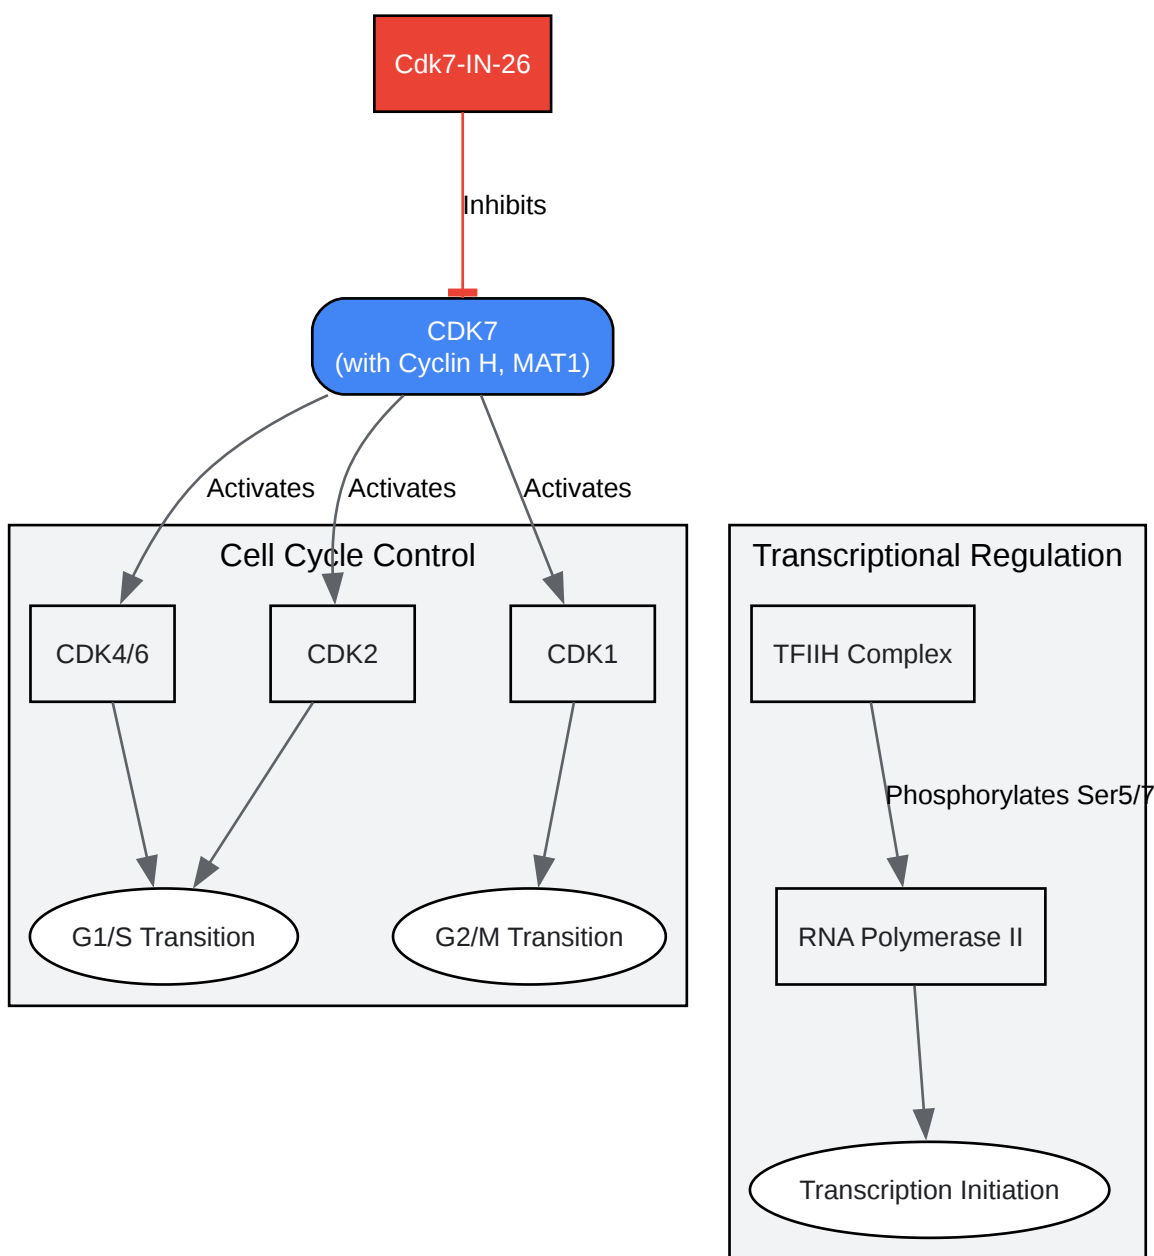 Cdk7-IN-26
Inhibits
CDK7
(with Cyclin H, MAT1)
Activates
Activates
Activates
Cell Cycle Control
CDK4/6
CDK2
CDK1
G1/S Transition
G2/M Transition
Transcriptional Regulation
TFIIH Complex
Phosphorylates Ser5/7
RNA Polymerase II
Transcription Initiation